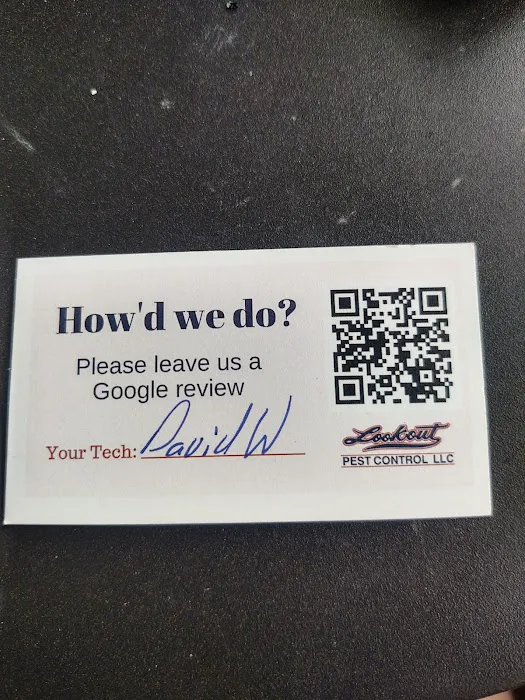 How'd we do?
Please leave us a
Google review
Your Tech: David W
Lookout
PEST CONTROL LLC